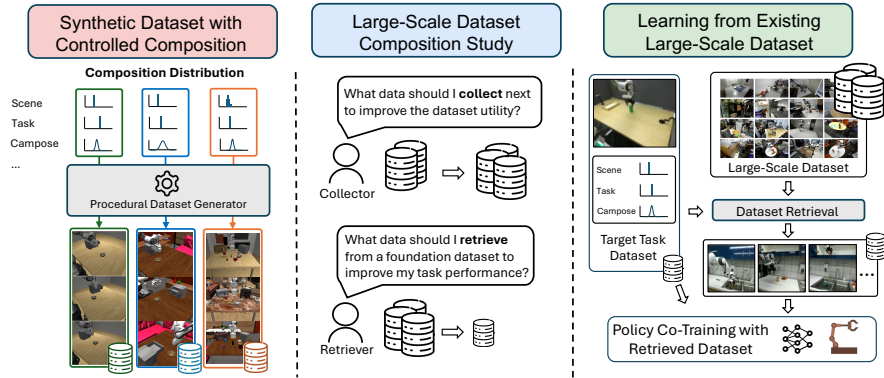 Synthetic Dataset with
Controlled Composition
Composition Distribution
Scene
Task
Campose
...
Procedural Dataset Generator
Large-Scale Dataset
Composition Study
What data should I collect next
to improve the dataset utility?
Collector
What data should I retrieve
from a foundation dataset to
improve my task performance?
Retriever
Learning from Existing
Large-Scale Dataset
Scene
Task
Campose
Target Task
Dataset
Large-Scale Dataset
Dataset Retrieval
....
Policy Co-Training with
Retrieved Dataset